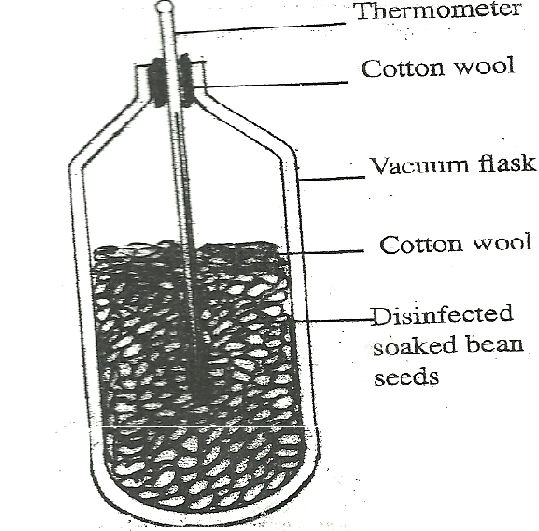 Thermometer
Cotton wool
Vacuum flask
Cotton wool
Disinfected
soaked bean
seeds